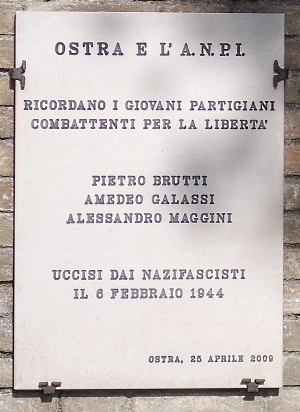 OSTRA E L'A.N.P.I.
RICORDANO I GIOVANI PARTIGIANI
COMBATTENTI PER LA LIBERTA'
PIETRO BRUTTI
AMEDEO GALASSI
ALESSANDRO MAGGINI
UCCISI DAI NAZIFASCISTI
IL 6 FEBBRAIO 1944
OSTRA, 25 APRILE 2009